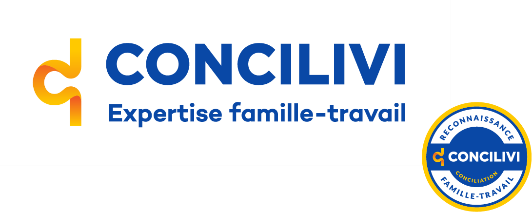 CONCILIVI
Expertise famille-travail
RECONNAISSANCE
CONCILIVI
CONCILIATION
FAMILLE-TRAVAIL